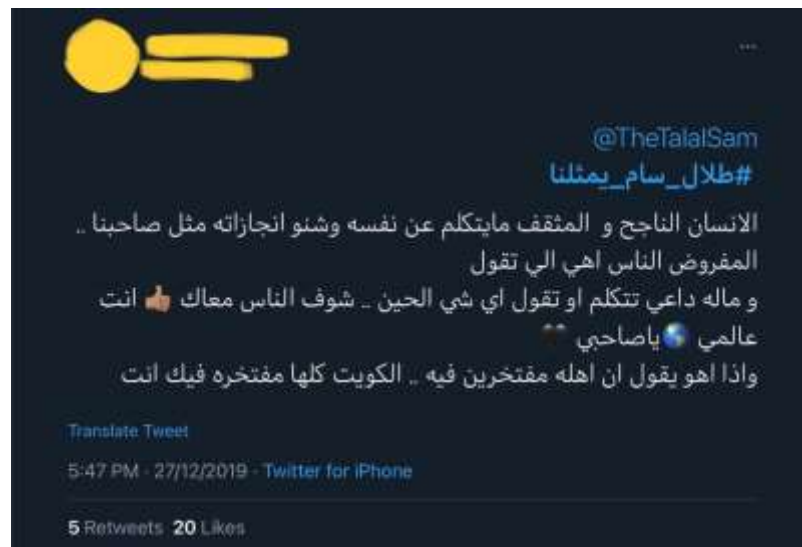 @TheTalalSam
#طلال_سام_يمثلنا
الانسان الناجح و المثقف مايتكلم عن نفسه وشنو انجازاته مثل صاحبنا ..
المفروض الناس اهي الي تقول
و ماله داعي تتكلم او تقول اي شي الحين .. شوف الناس معاك 👍🏽 انت
عالمي 🌎ياصاحبي 🖤
واذا اهو يقول ان اهله مفتخرين فيه .. الكويت كلها مفتخره فيك انت
Translate Tweet
5:47 PM · 27/12/2019 · Twitter for iPhone
5 Retweets 20 Likes